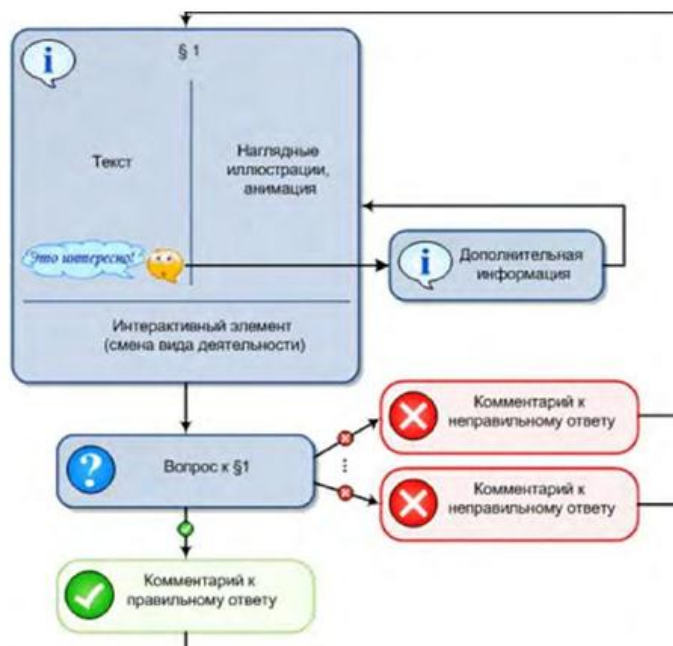 § 1
Текст
Наглядные
иллюстрации,
анимация
Это интересно!
Дополнительная
информация
Интерактивный элемент
(смена вида деятельности)
Комментарий к
неправильному ответу
Вопрос к §1
...
Комментарий к
неправильному ответу
Комментарий к
правильному ответу